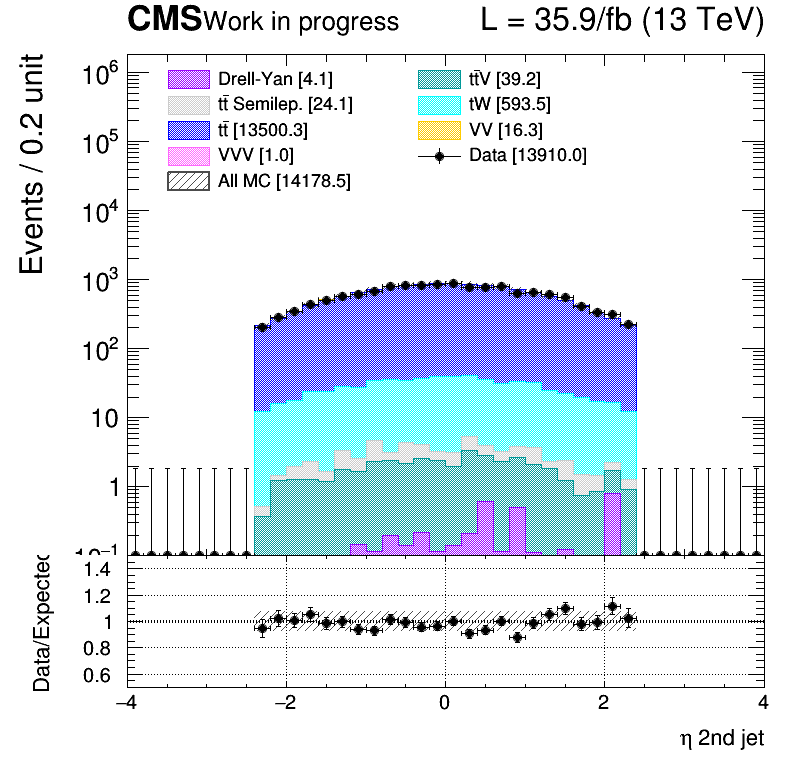 CMS Work in progress L = 35.9/fb (13 TeV)
Events / 0.2 unit
10⁶
10⁵
10⁴
10³
10²
10
1
10⁻¹
Drell-Yan [4.1]
tt̄ Semilep. [24.1]
tt̄ [13500.3]
VVV [1.0]
All MC [14178.5]
tt̄V [39.2]
tW [593.5]
VV [16.3]
Data [13910.0]
Data/Expected
1.4
1.2
1
0.8
0.6
−4 −2 0 2 4
η 2nd jet